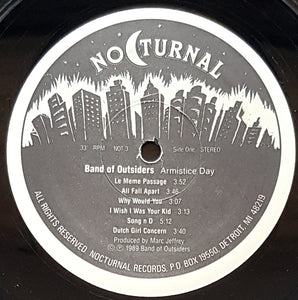 NOCTURNAL
33 RPM NOT 3 Side One STEREO
Band of Outsiders Armistice Day
Le Meme Passage 3:52
All Fall Apart 3:46
Why Would You 3:07
I Wish I Was Your Kid 3:13
Song n D 3:22
Dutch Girl Concern 3:40
Produced by Marc Jeffrey
Ⓒ Ⓟ 1989 Band of Outsiders
ALL RIGHTS RESERVED. NOCTURNAL RECORDS, P.O. BOX 19550, DETROIT, MI 48219